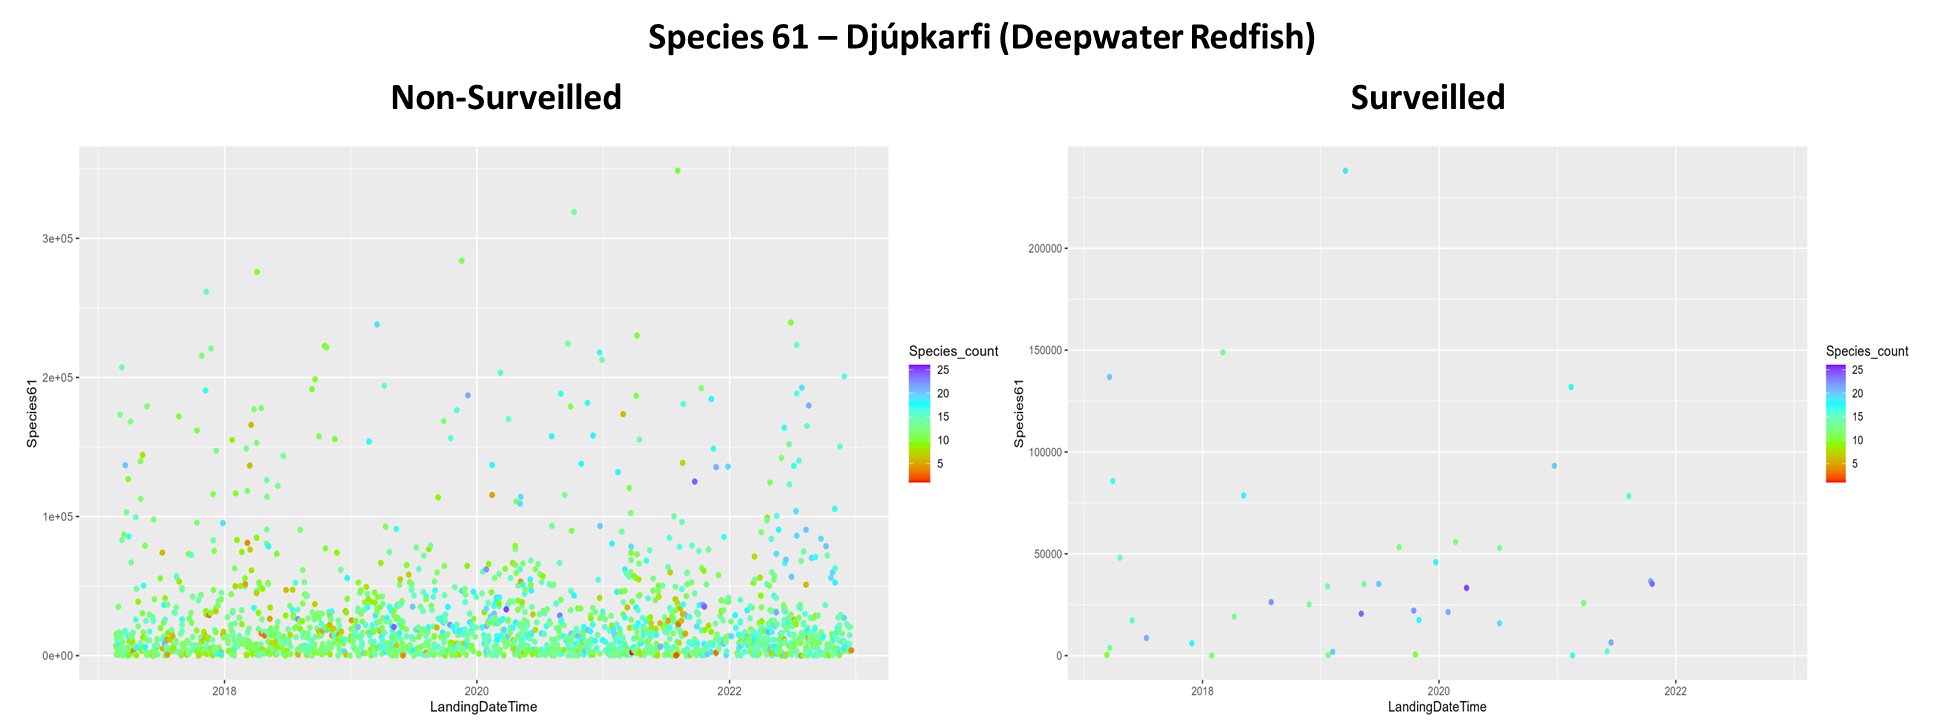 Species 61 – Djúpkarfi (Deepwater Redfish)
Non-Surveilled
Surveilled
Species61
3e+05
2e+05
1e+05
0e+00
2018
2020
2022
LandingDateTime
Species_count
25
20
15
10
5
Species61
200000
150000
100000
50000
0
2018
2020
2022
LandingDateTime
Species_count
25
20
15
10
5